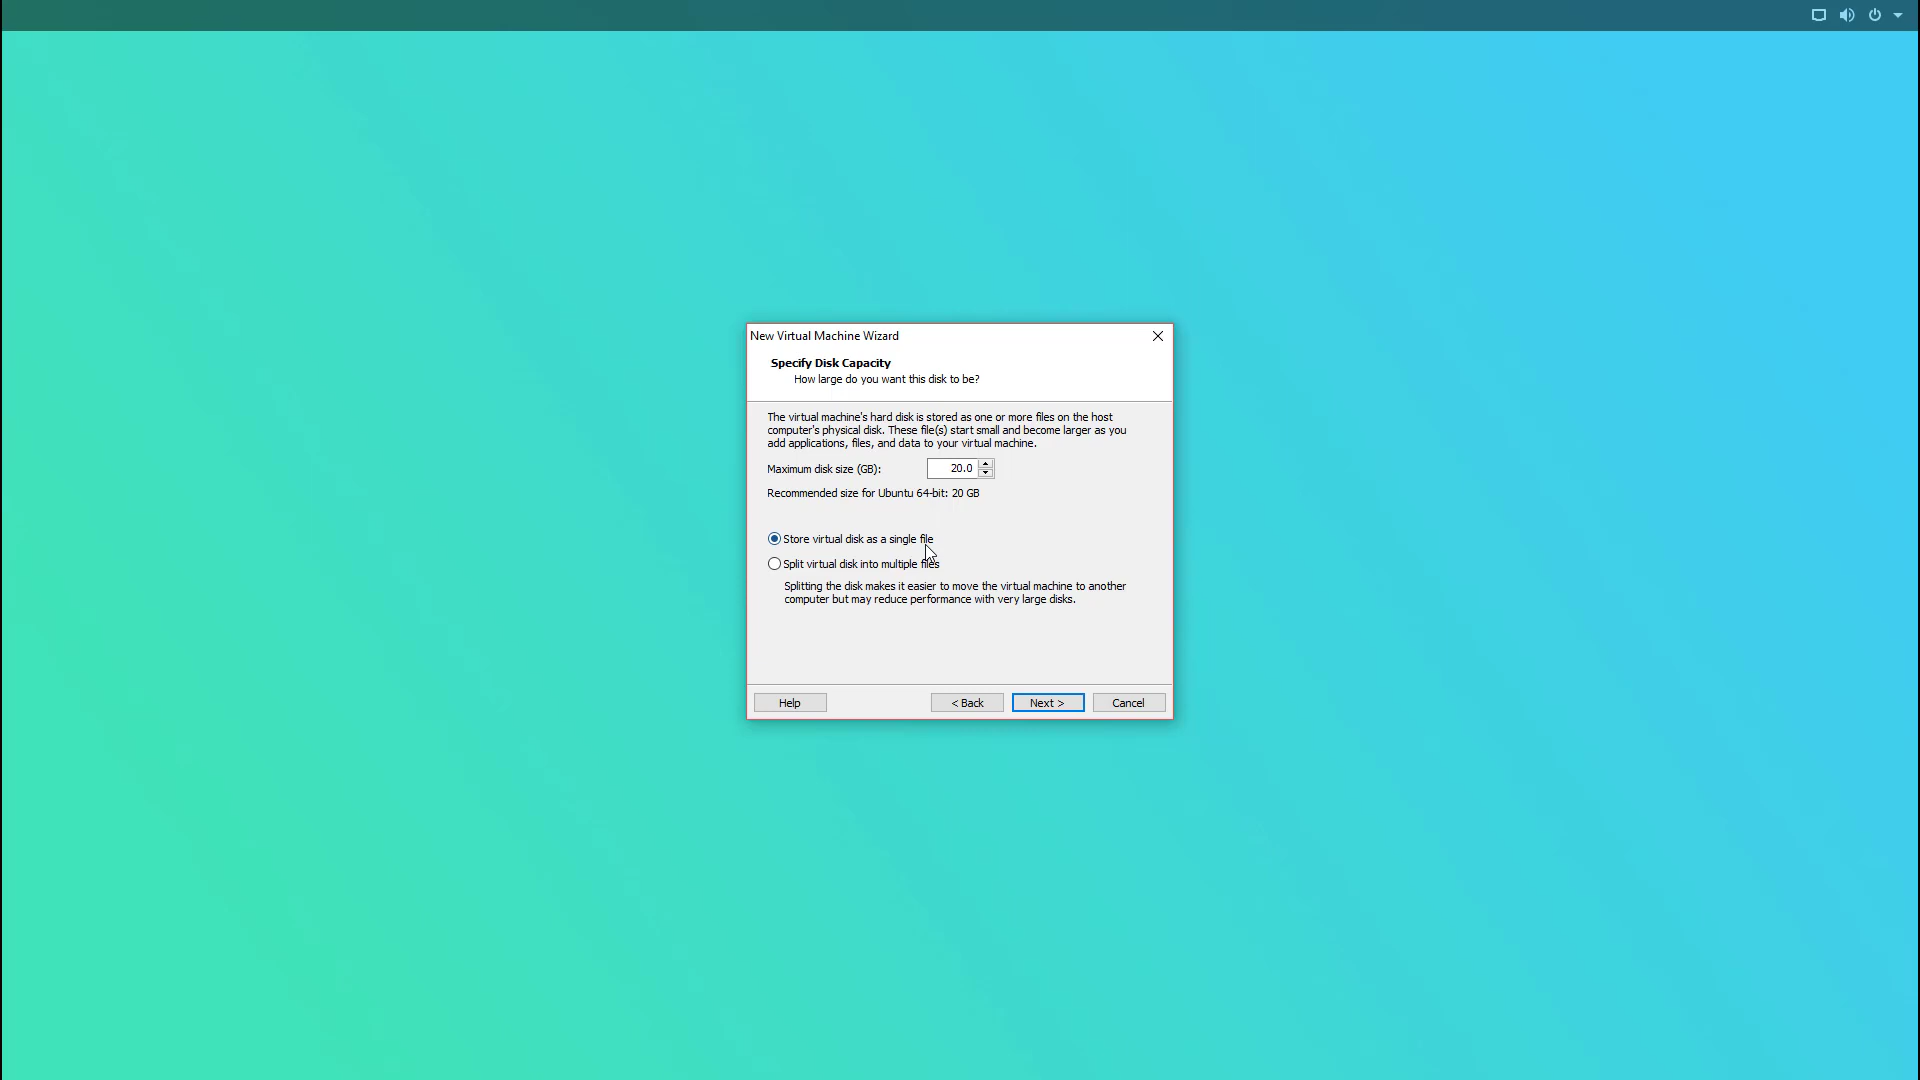 New Virtual Machine Wizard
Specify Disk Capacity
How large do you want this disk to be?
The virtual machine's hard disk is stored as one or more files on the host
computer's physical disk. These file(s) start small and become larger as you
add applications, files, and data to your virtual machine.
Maximum disk size (GB): 20.0
Recommended size for Ubuntu 64-bit: 20 GB
Store virtual disk as a single file
Split virtual disk into multiple files
Splitting the disk makes it easier to move the virtual machine to another
computer but may reduce performance with very large disks.
Help < Back Next > Cancel